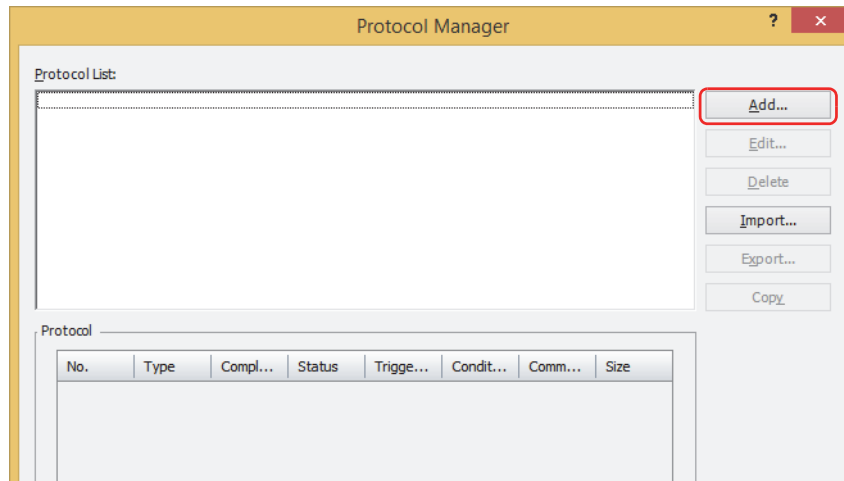 Protocol Manager
? ×
Protocol List:
Add...
Edit...
Delete
Import...
Export...
Copy
Protocol
No. Type Compl... Status Trigge... Condit... Comm... Size